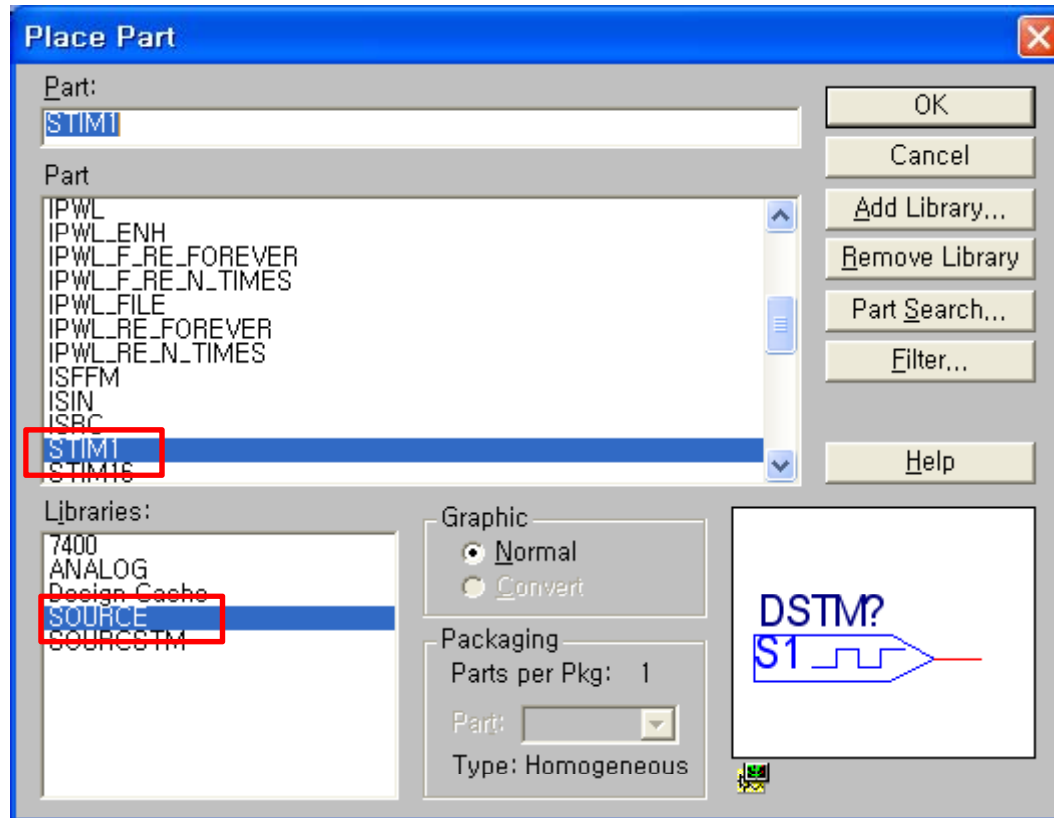 Place Part
Part:
STIM1
Part
IPWL
IPWL_ENH
IPWL_F_RE_FOREVER
IPWL_F_RE_N_TIMES
IPWL_FILE
IPWL_RE_FOREVER
IPWL_RE_N_TIMES
ISFFM
ISIN
ISRC
STIM1
STIM16
OK
Cancel
Add Library...
Remove Library
Part Search...
Filter...
Help
Libraries:
7400
ANALOG
Design Cache
SOURCE
SOURCSTM
Graphic
Normal
Convert
Packaging
Parts per Pkg: 1
Part:
Type: Homogeneous
DSTM?
S1